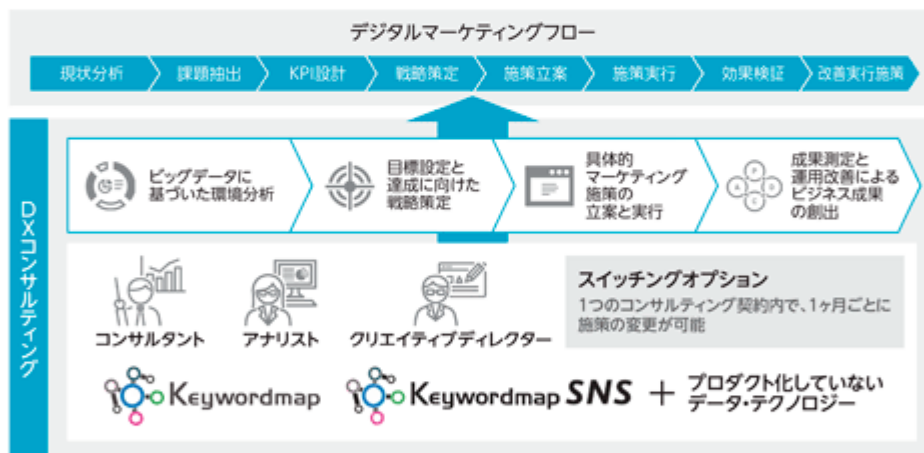 デジタルマーケティングフロー
現状分析
課題抽出
KPI設計
戦略策定
施策立案
施策実行
効果検証
改善実行施策
DXコンサルティング
ビッグデータに
基づいた環境分析
目標設定と
達成に向けた
戦略策定
具体的
マーケティング
施策の
立案と実行
成果測定と
運用改善による
ビジネス成果
の創出
コンサルタント
アナリスト
クリエイティブディレクター
スイッチングオプション
1つのコンサルティング契約内で、1ヶ月ごとに
施策の変更が可能
Keywordmap
Keywordmap SNS
+
プロダクト化していない
データ・テクノロジー